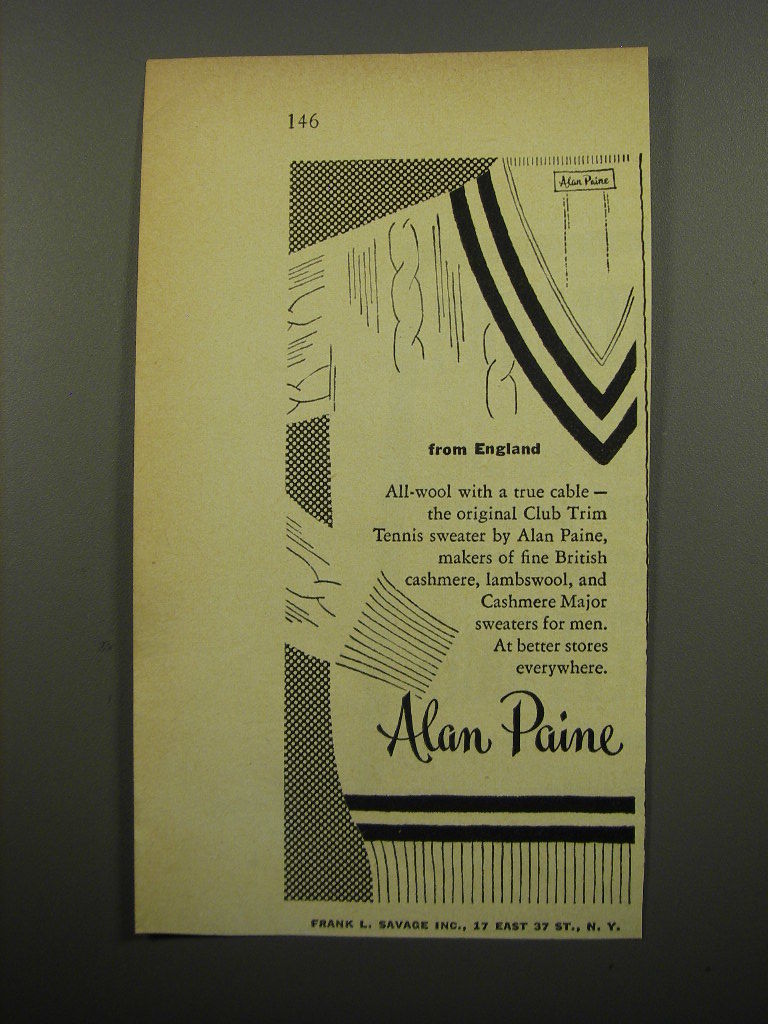 146
Alan Paine
from England
All-wool with a true cable —
the original Club Trim
Tennis sweater by Alan Paine,
makers of fine British
cashmere, lambswool, and
Cashmere Major
sweaters for men.
At better stores
everywhere.
Alan Paine
FRANK L. SAVAGE INC., 17 EAST 37 ST., N. Y.